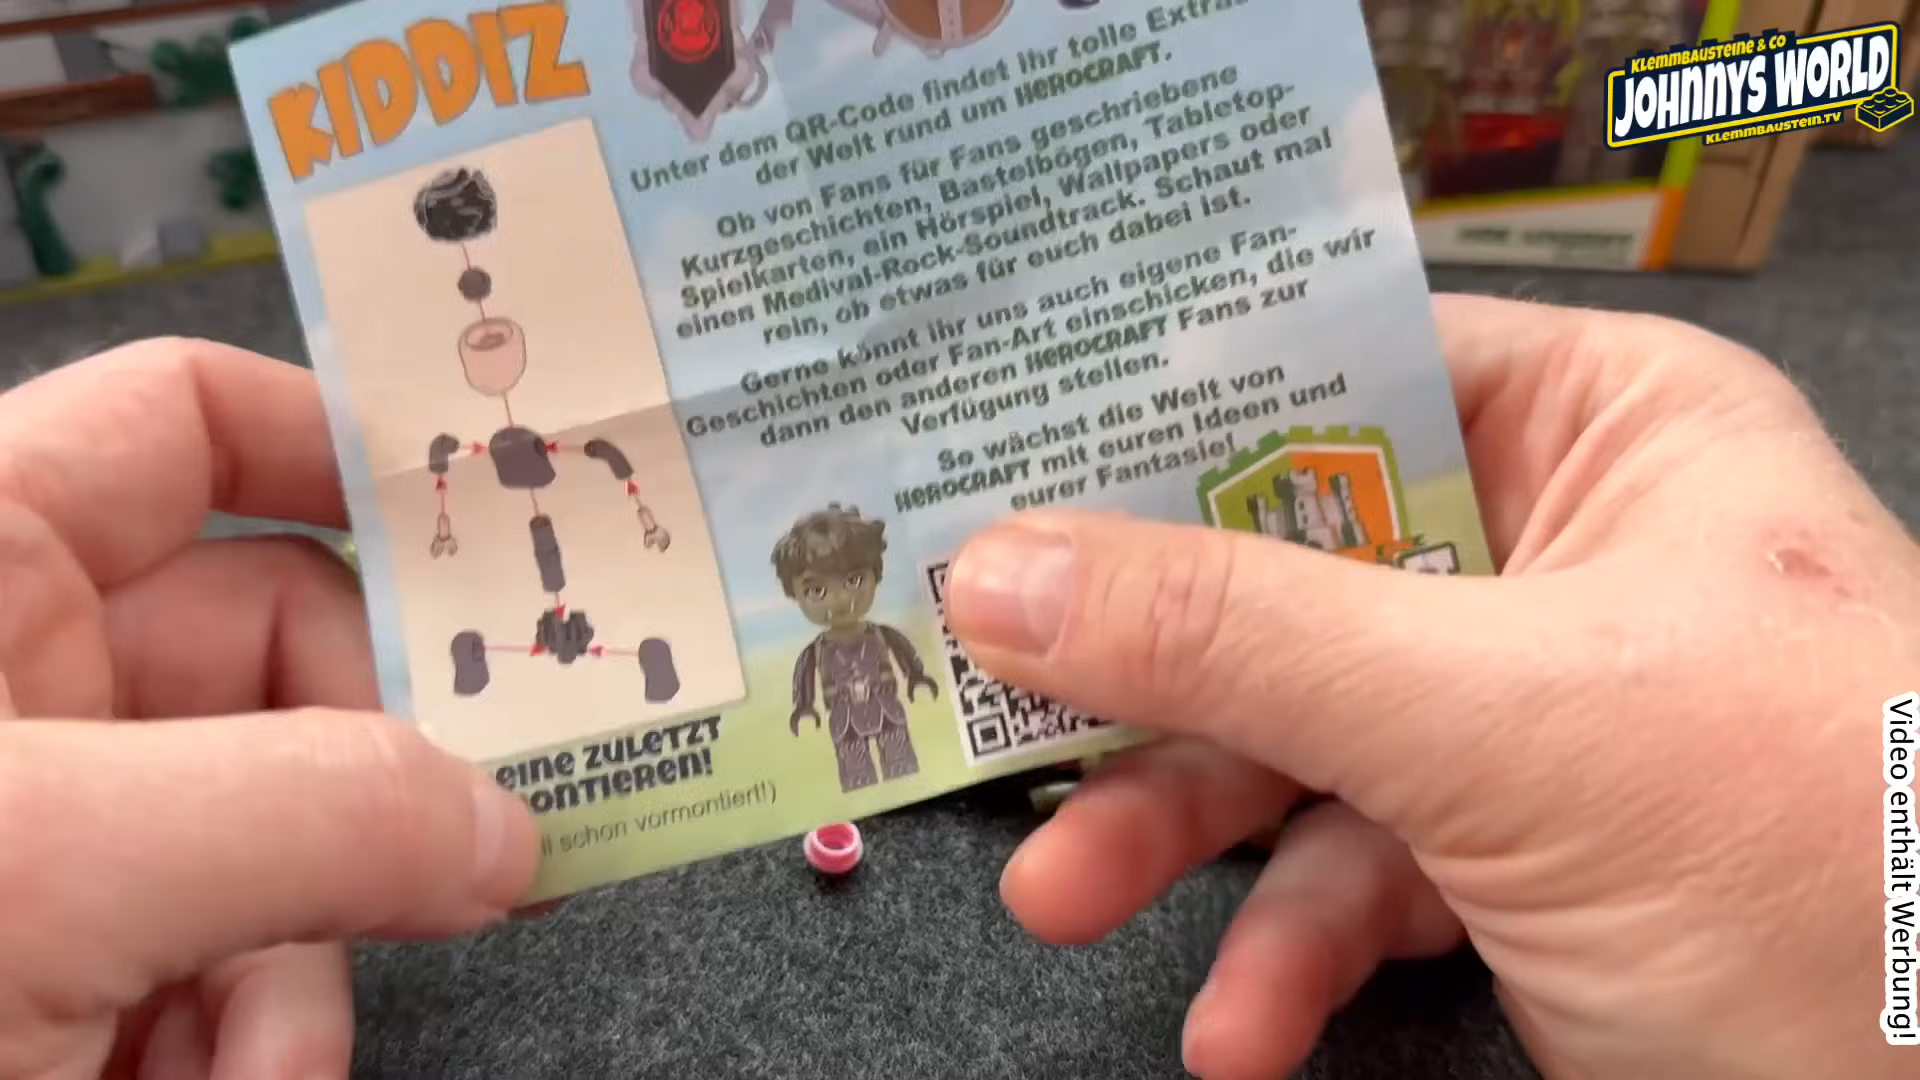 KIDDIZ
Unter dem QR-Code findet ihr tolle Extras
der Welt rund um HEROCRAFT.
Ob von Fans für Fans geschriebene
Kurzgeschichten, Bastelbögen, Tabletop-
Spielkarten, ein Hörspiel, Wallpapers oder
einen Medival-Rock-Soundtrack. Schaut mal
rein, ob etwas für euch dabei ist.
Gerne könnt ihr uns auch eigene Fan-
Geschichten oder Fan-Art einschicken, die wir
dann den anderen HEROCRAFT Fans zur
Verfügung stellen.
So wächst die Welt von
HEROCRAFT mit euren Ideen und
eurer Fantasie!
EINE ZULETZT
ONTIEREN!
schon vormontiert!)
KLEMMBAUSTEINE & CO
JOHNNYS WORLD
KLEMMBAUSTEIN.TV
Video enthält Werbung!